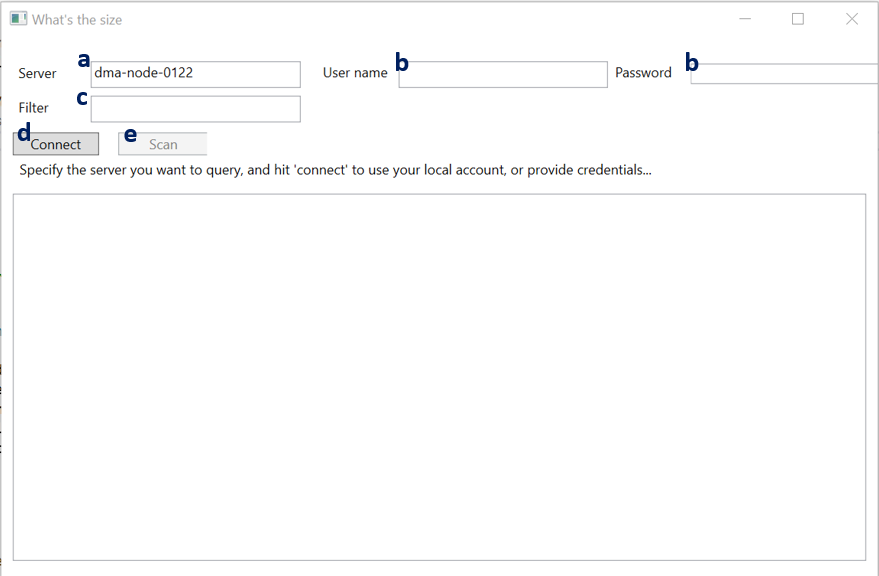 What's the size
a b b
Server dma-node-0122 User name Password
c
Filter
d e
Connect Scan
Specify the server you want to query, and hit 'connect' to use your local account, or provide credentials...